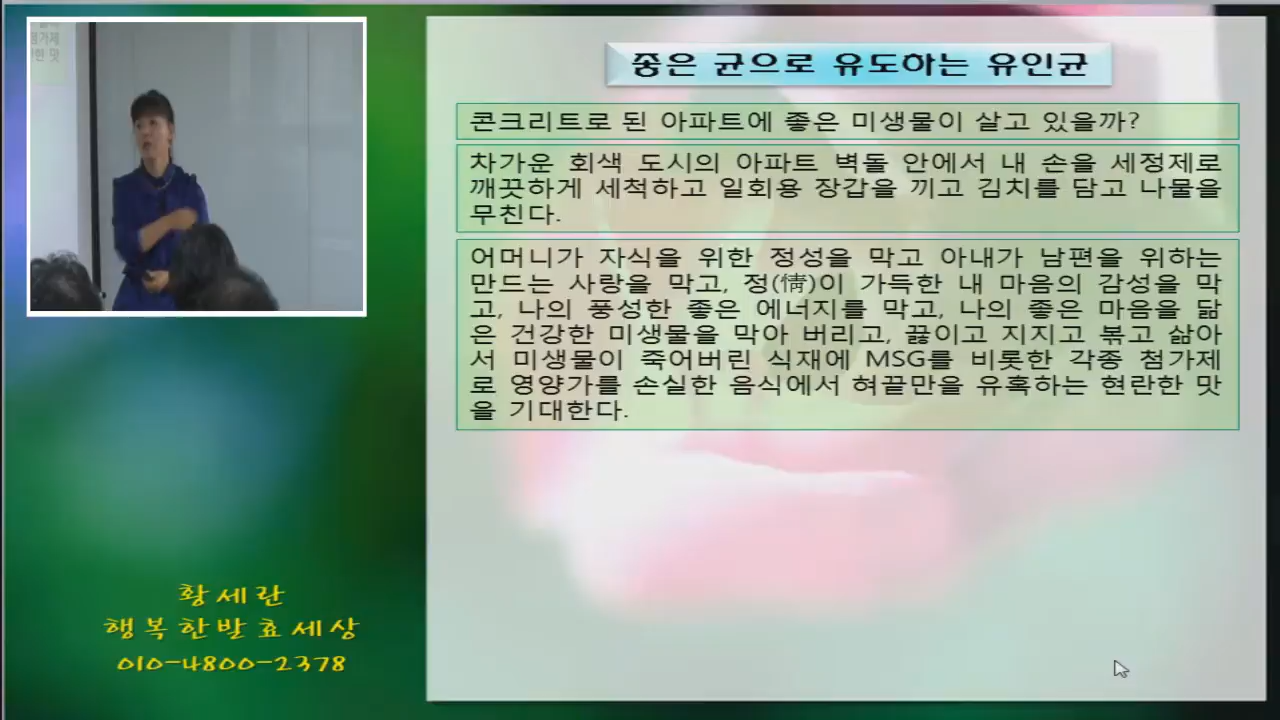 첨가제
한 맛
좋은 균으로 유도하는 유인균
콘크리트로 된 아파트에 좋은 미생물이 살고 있을까?
차가운 회색 도시의 아파트 벽돌 안에서 내 손을 세정제로
깨끗하게 세척하고 일회용 장갑을 끼고 김치를 담고 나물을
무친다.
어머니가 자식을 위한 정성을 막고 아내가 남편을 위하는
만드는 사랑을 막고, 정(情)이 가득한 내 마음의 감성을 막
고, 나의 풍성한 좋은 에너지를 막고, 나의 좋은 마음을 닮
은 건강한 미생물을 막아 버리고, 끓이고 지지고 볶고 삶아
서 미생물이 죽어버린 식재에 MSG를 비롯한 각종 첨가제
로 영양가를 손실한 음식에서 혀끝만을 유혹하는 현란한 맛
을 기대한다.
황세란
행복한발효세상
010-4800-2378